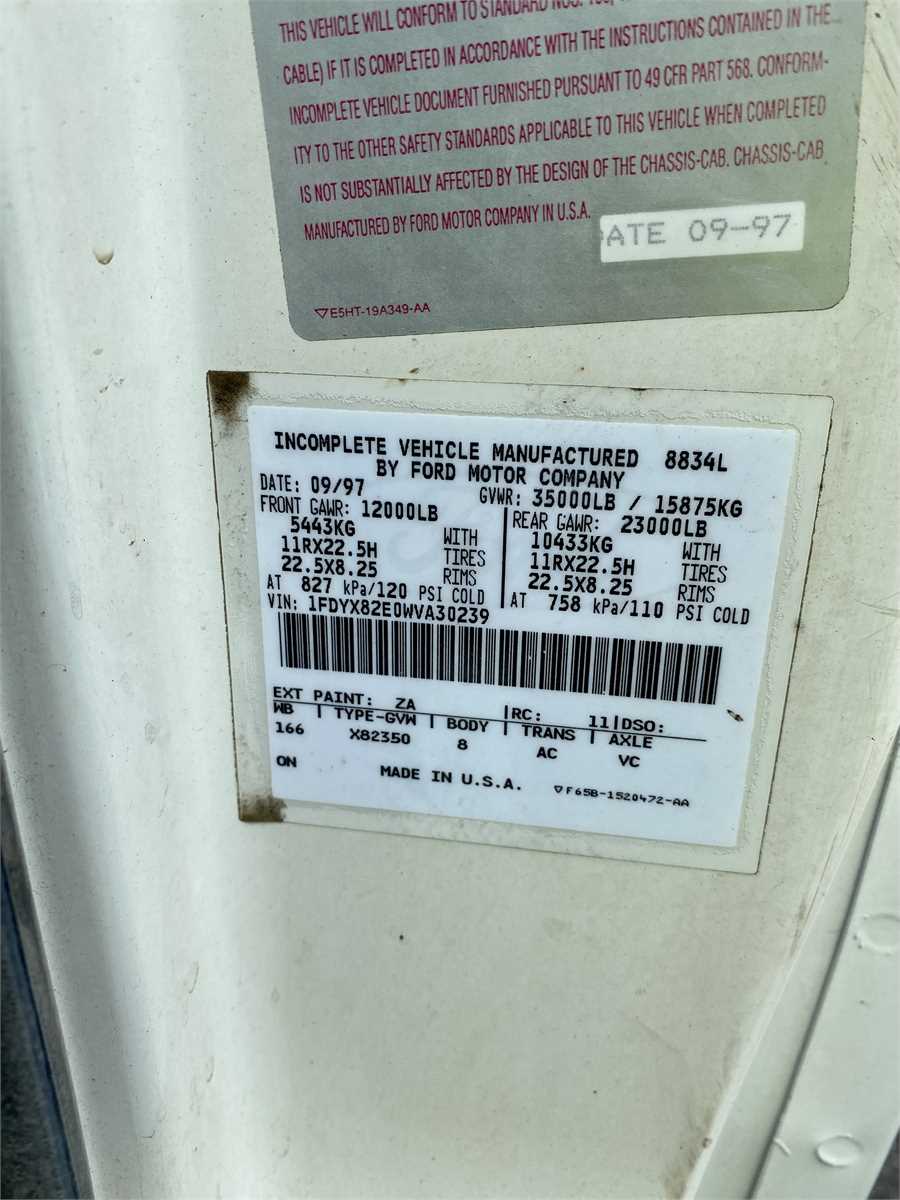 THIS VEHICLE WILL CONFORM TO STANDARD NOS.
CABLE) IF IT IS COMPLETED IN ACCORDANCE WITH THE INSTRUCTIONS CONTAINED IN THE
INCOMPLETE VEHICLE DOCUMENT FURNISHED PURSUANT TO 49 CFR PART 568. CONFORM-
ITY TO THE OTHER SAFETY STANDARDS APPLICABLE TO THIS VEHICLE WHEN COMPLETED
IS NOT SUBSTANTIALLY AFFECTED BY THE DESIGN OF THE CHASSIS-CAB. CHASSIS-CAB
MANUFACTURED BY FORD MOTOR COMPANY IN U.S.A.
ATE 09-97
▽E5HT-19A349-AA
INCOMPLETE VEHICLE MANUFACTURED 8834L
BY FORD MOTOR COMPANY
DATE: 09/97 GVWR: 35000LB / 15875KG
FRONT GAWR: 12000LB REAR GAWR: 23000LB
5443KG WITH 10433KG WITH
11RX22.5H TIRES 11RX22.5H TIRES
22.5X8.25 RIMS 22.5X8.25 RIMS
AT 827 kPa/120 PSI COLD AT 758 kPa/110 PSI COLD
VIN: 1FDYX82E0WVA30239
EXT PAINT: ZA RC: 11 DSO:
WB TYPE-GVW BODY TRANS AXLE
166 X82350 8 AC VC
ON MADE IN U.S.A. ▽F65B-1520472-AA